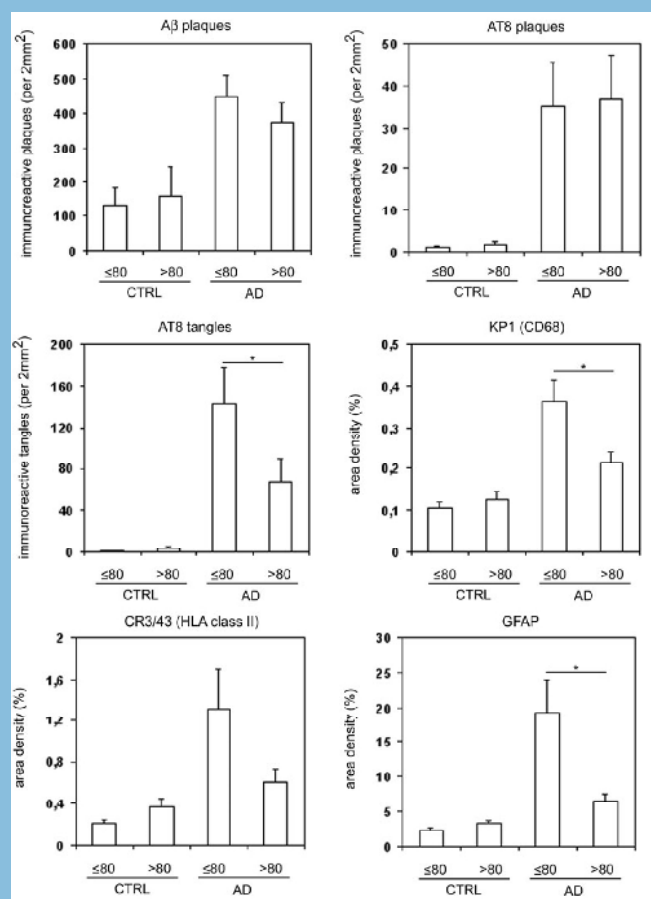 Aβ plaques
immunoreactive plaques (per 2mm²)
600
500
400
300
200
100
0
≤80 >80 ≤80 >80
CTRL AD
AT8 plaques
immunoreactive plaques (per 2mm²)
50
40
30
20
10
0
≤80 >80 ≤80 >80
CTRL AD
AT8 tangles
immunoreactive tangles (per 2mm²)
200
160
120
80
40
0
*
≤80 >80 ≤80 >80
CTRL AD
KP1 (CD68)
area density (%)
0,5
0,4
0,3
0,2
0,1
0
*
≤80 >80 ≤80 >80
CTRL AD
CR3/43 (HLA class II)
area density (%)
2
1,6
1,2
0,8
0,4
0
≤80 >80 ≤80 >80
CTRL AD
GFAP
area density (%)
30
25
20
15
10
5
0
*
≤80 >80 ≤80 >80
CTRL AD